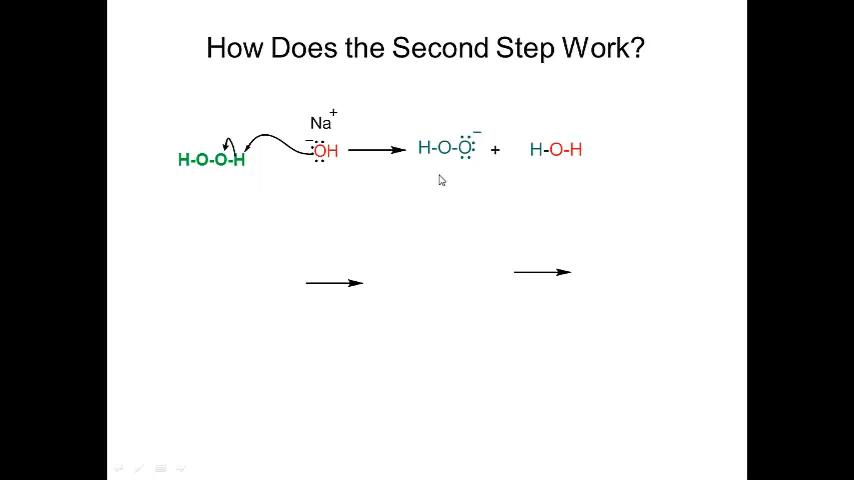 How Does the Second Step Work?
Na+
H-O-O-H −OH H-O-O− + H-O-H